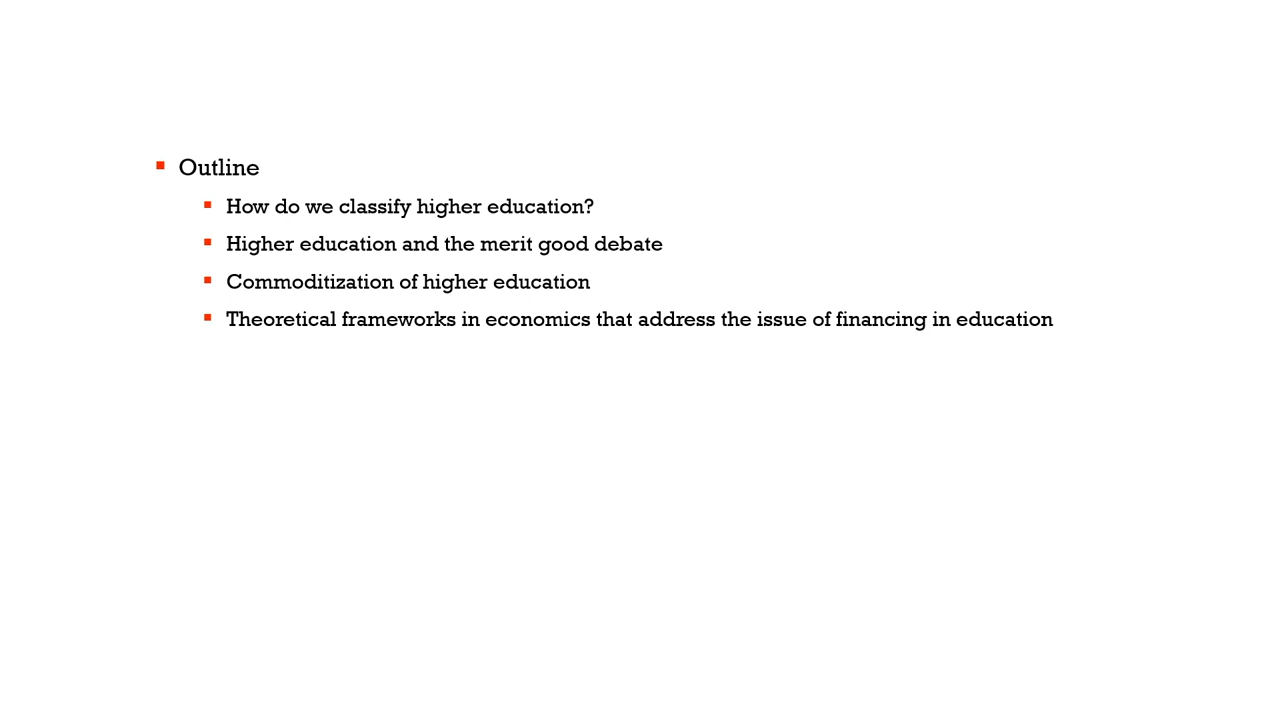 Outline
How do we classify higher education?
Higher education and the merit good debate
Commoditization of higher education
Theoretical frameworks in economics that address the issue of financing in education